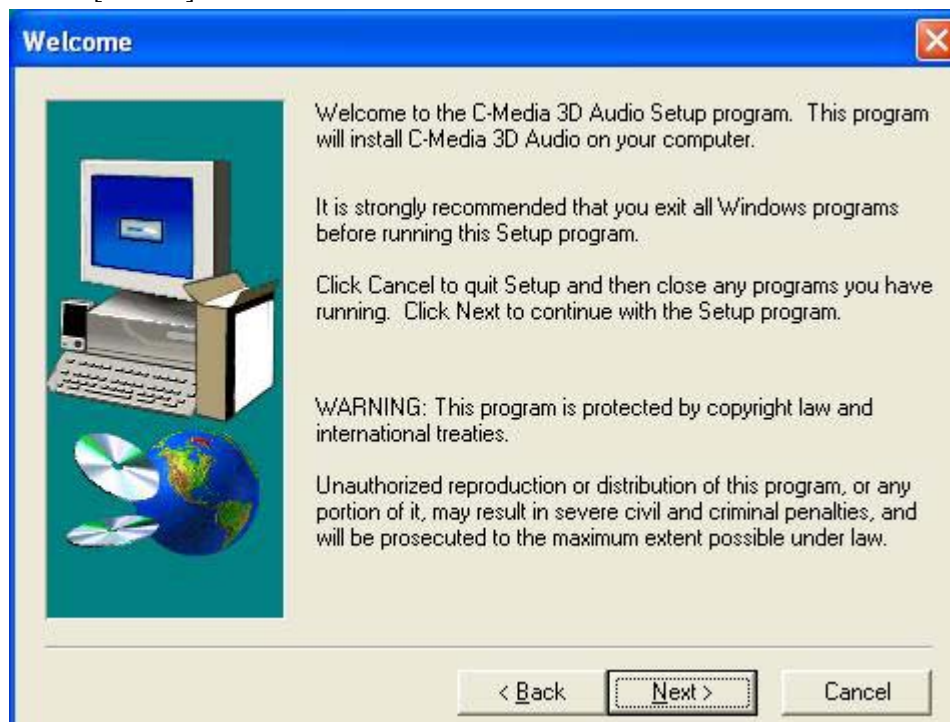 Welcome
Welcome to the C-Media 3D Audio Setup program. This program
will install C-Media 3D Audio on your computer.
It is strongly recommended that you exit all Windows programs
before running this Setup program.
Click Cancel to quit Setup and then close any programs you have
running. Click Next to continue with the Setup program.
WARNING: This program is protected by copyright law and
international treaties.
Unauthorized reproduction or distribution of this program, or any
portion of it, may result in severe civil and criminal penalties, and
will be prosecuted to the maximum extent possible under law.
< Back
Next >
Cancel